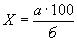 X = a · 100 / б